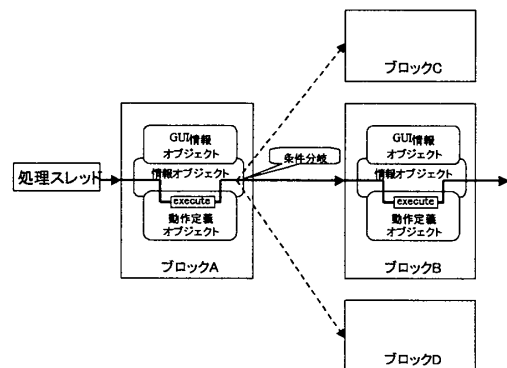 ブロックC
GUI情報
オブジェクト
情報オブジェクト
execute
動作定義
オブジェクト
ブロックA
処理スレッド
条件分岐
GUI情報
オブジェクト
情報オブジェクト
execute
動作定義
オブジェクト
ブロックB
ブロックD